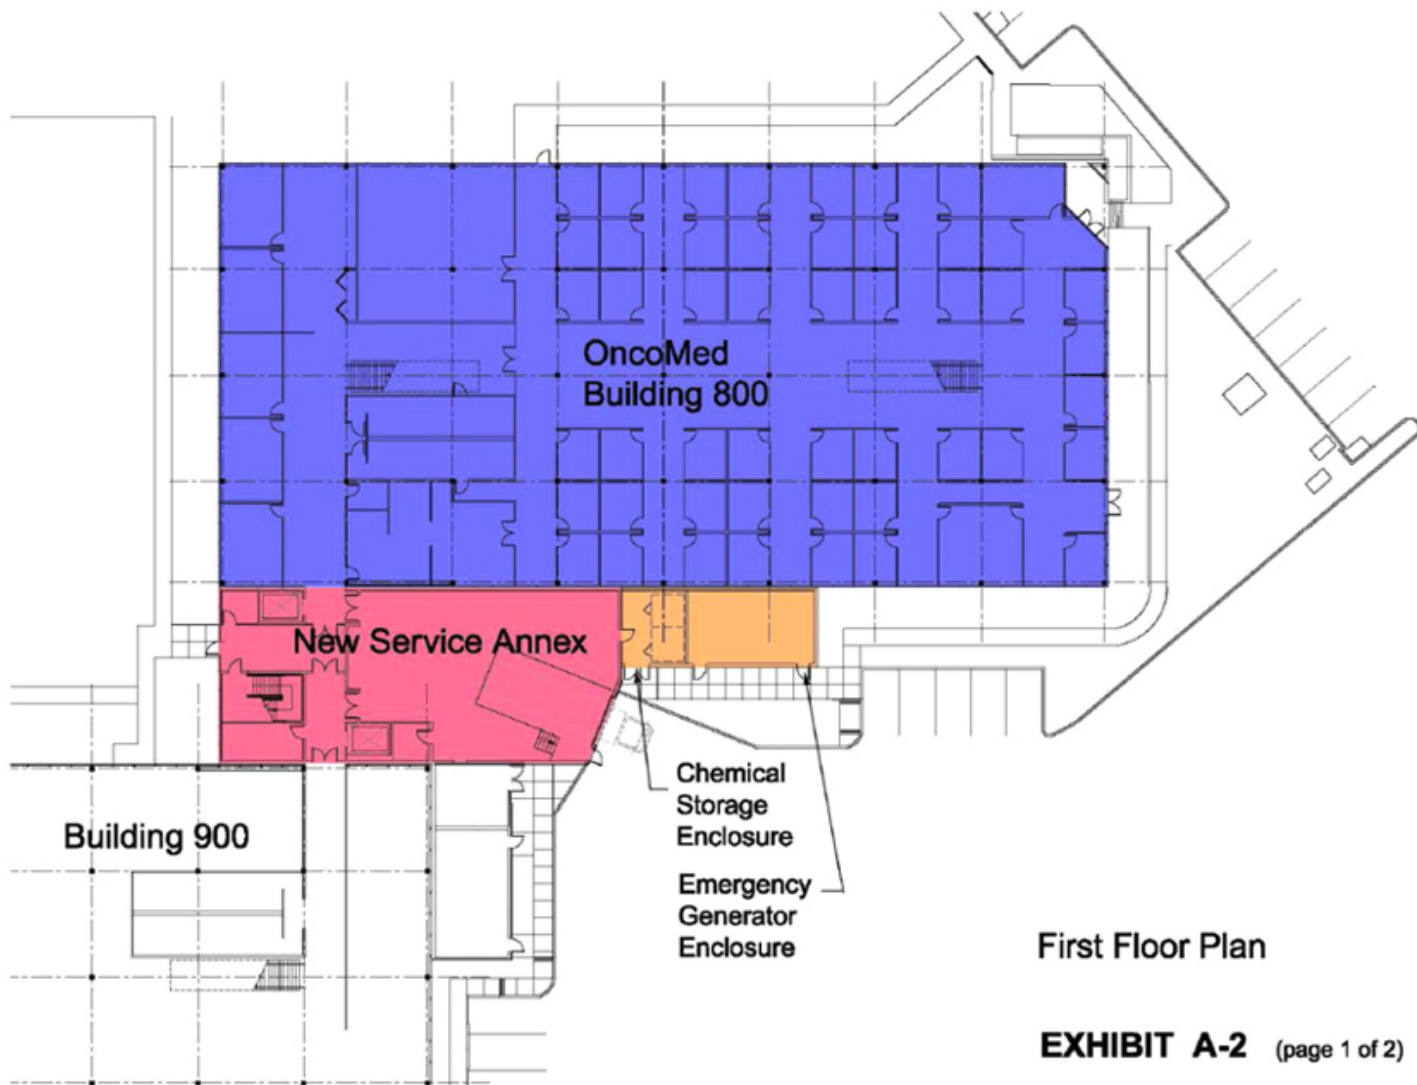 OncoMed
Building 800
New Service Annex
Chemical
Storage
Enclosure
Building 900
Emergency
Generator
Enclosure
First Floor Plan
EXHIBIT A-2 (page 1 of 2)